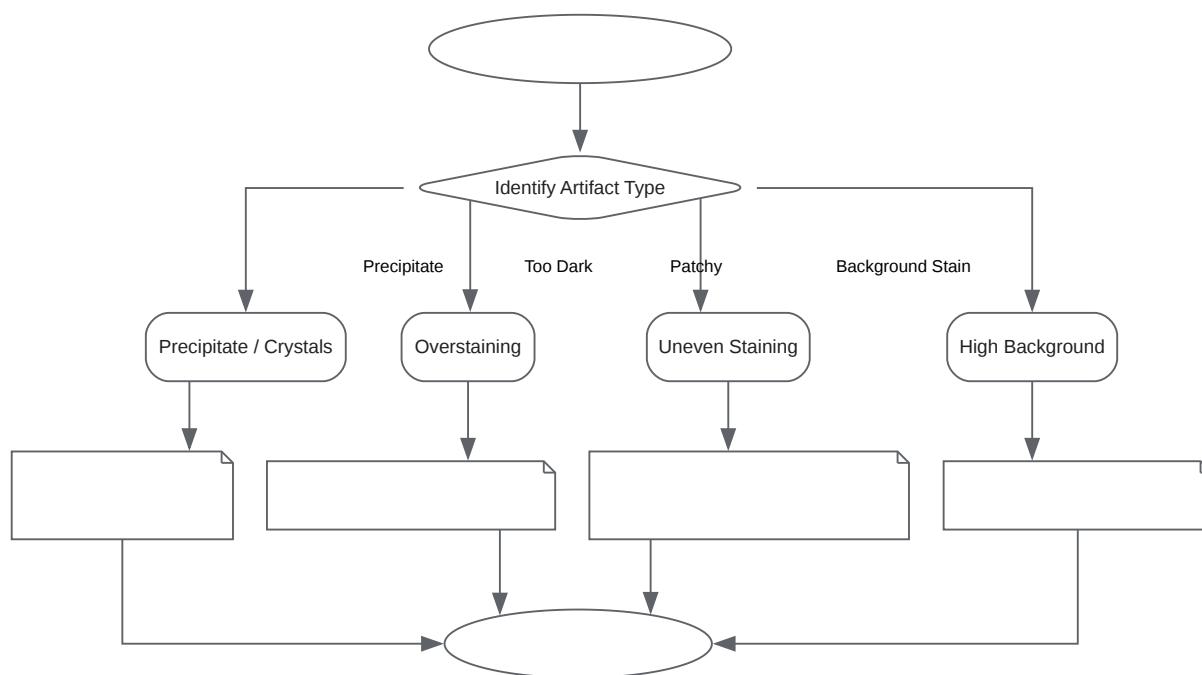 Identify Artifact Type
Precipitate
Too Dark
Patchy
Background Stain
Precipitate / Crystals
Overstaining
Uneven Staining
High Background